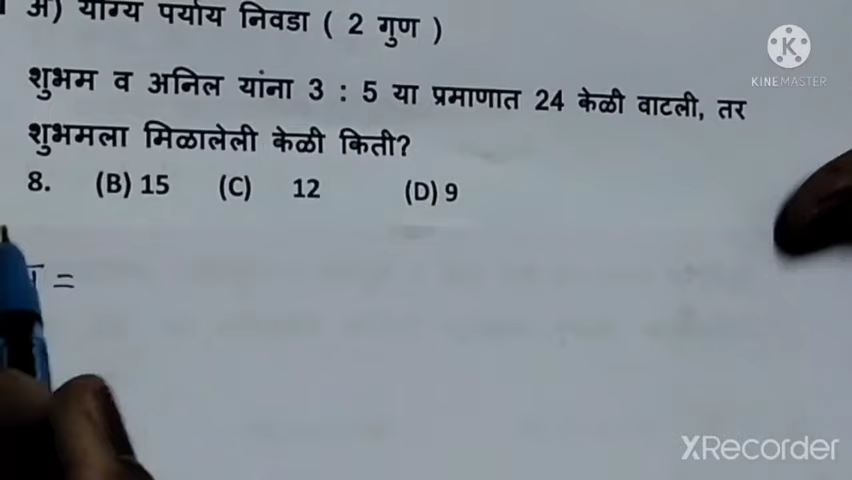 अ) योग्य पर्याय निवडा ( 2 गुण )
KINEMASTER
शुभम व अनिल यांना 3 : 5 या प्रमाणात 24 केळी वाटली, तर
शुभमला मिळालेली केळी किती?
8. (B) 15 (C) 12 (D) 9
=
XRecorder